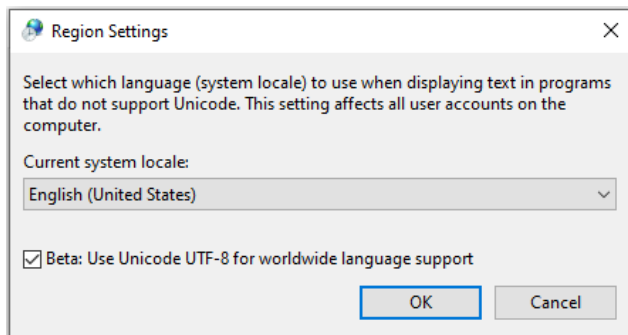 Region Settings
Select which language (system locale) to use when displaying text in programs
that do not support Unicode. This setting affects all user accounts on the
computer.
Current system locale:
English (United States)
Beta: Use Unicode UTF-8 for worldwide language support
OK Cancel